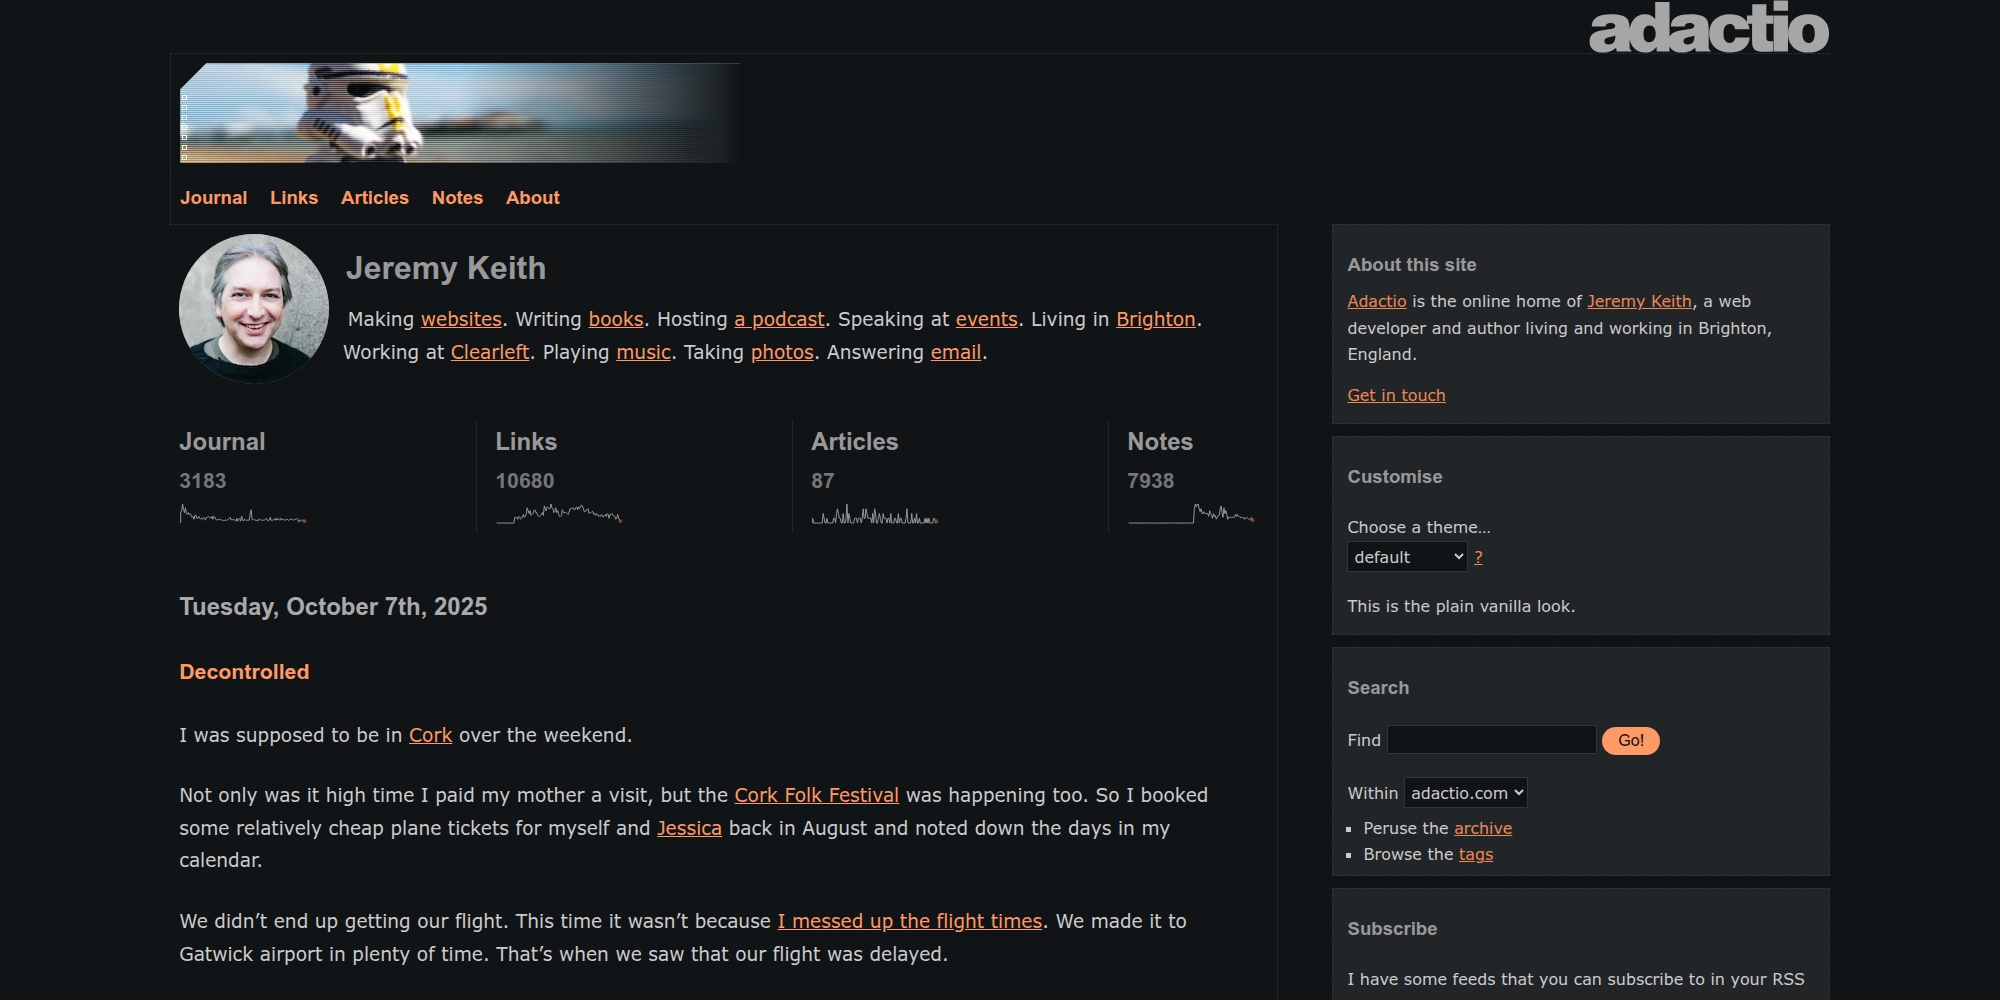 adactio
Journal Links Articles Notes About
Jeremy Keith
Making websites. Writing books. Hosting a podcast. Speaking at events. Living in Brighton.
Working at Clearleft. Playing music. Taking photos. Answering email.
Journal
3183
Links
10680
Articles
87
Notes
7938
Tuesday, October 7th, 2025
Decontrolled
I was supposed to be in Cork over the weekend.
Not only was it high time I paid my mother a visit, but the Cork Folk Festival was happening too. So I booked
some relatively cheap plane tickets for myself and Jessica back in August and noted down the days in my
calendar.
We didn’t end up getting our flight. This time it wasn’t because I messed up the flight times. We made it to
Gatwick airport in plenty of time. That’s when we saw that our flight was delayed.
About this site
Adactio is the online home of Jeremy Keith, a web
developer and author living and working in Brighton,
England.
Get in touch
Customise
Choose a theme…
default ?
This is the plain vanilla look.
Search
Find Go!
Within adactio.com
Peruse the archive
Browse the tags
Subscribe
I have some feeds that you can subscribe to in your RSS